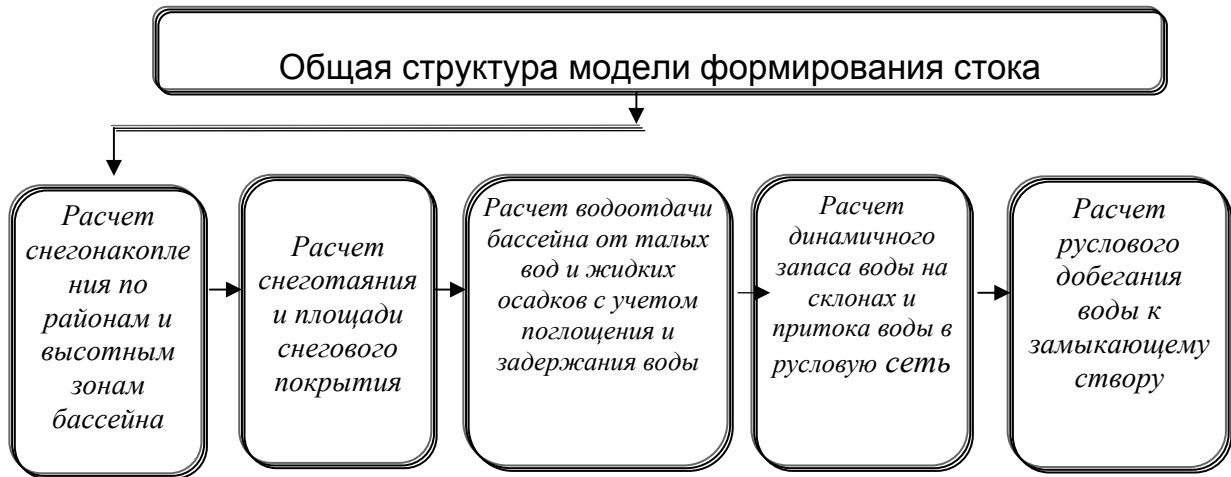 Общая структура модели формирования стока
Расчет
снегонакопле
ния по
районам и
высотным
зонам
бассейна
Расчет
снеготаяния
и площади
снегового
покрытия
Расчет водоотдачи
бассейна от талых
вод и жидких
осадков с учетом
поглощения и
задержания воды
Расчет
динамичного
запаса воды на
склонах и
притока воды в
русловую сеть
Расчет
руслового
добегания
воды к
замыкающему
створу